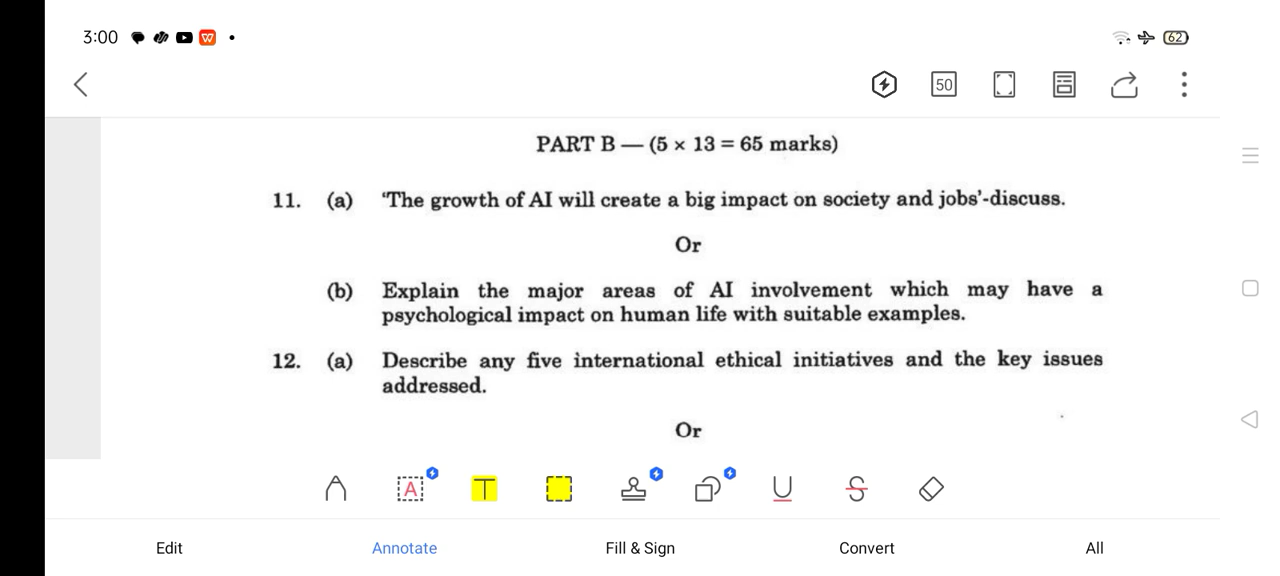 3:00
62
50
PART B — (5 × 13 = 65 marks)
11. (a) 'The growth of AI will create a big impact on society and jobs'-discuss.
Or
(b) Explain the major areas of AI involvement which may have a
psychological impact on human life with suitable examples.
12. (a) Describe any five international ethical initiatives and the key issues
addressed.
Or
A T U S
Edit Annotate Fill & Sign Convert All